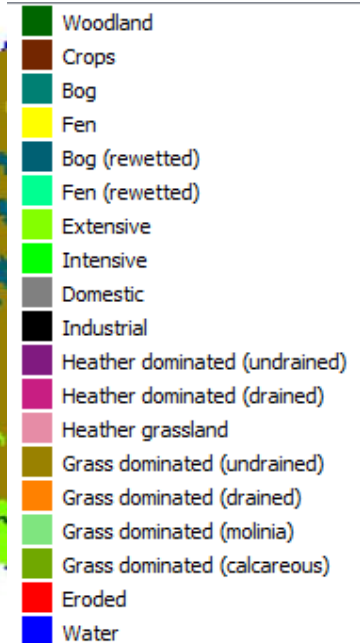 Woodland
Crops
Bog
Fen
Bog (rewetted)
Fen (rewetted)
Extensive
Intensive
Domestic
Industrial
Heather dominated (undrained)
Heather dominated (drained)
Heather grassland
Grass dominated (undrained)
Grass dominated (drained)
Grass dominated (molinia)
Grass dominated (calcareous)
Eroded
Water